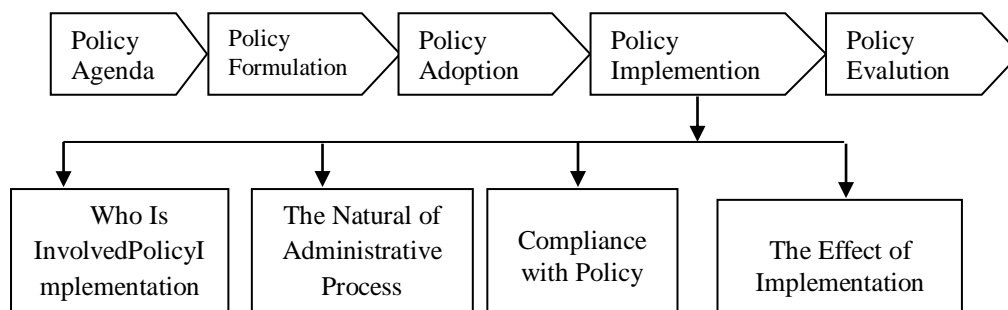 Policy
Agenda
Policy
Formulation
Policy
Adoption
Policy
Implemention
Policy
Evalution
Who Is
InvolvedPolicyI
mplementation
The Natural of
Administrative
Process
Compliance
with Policy
The Effect of
Implementation